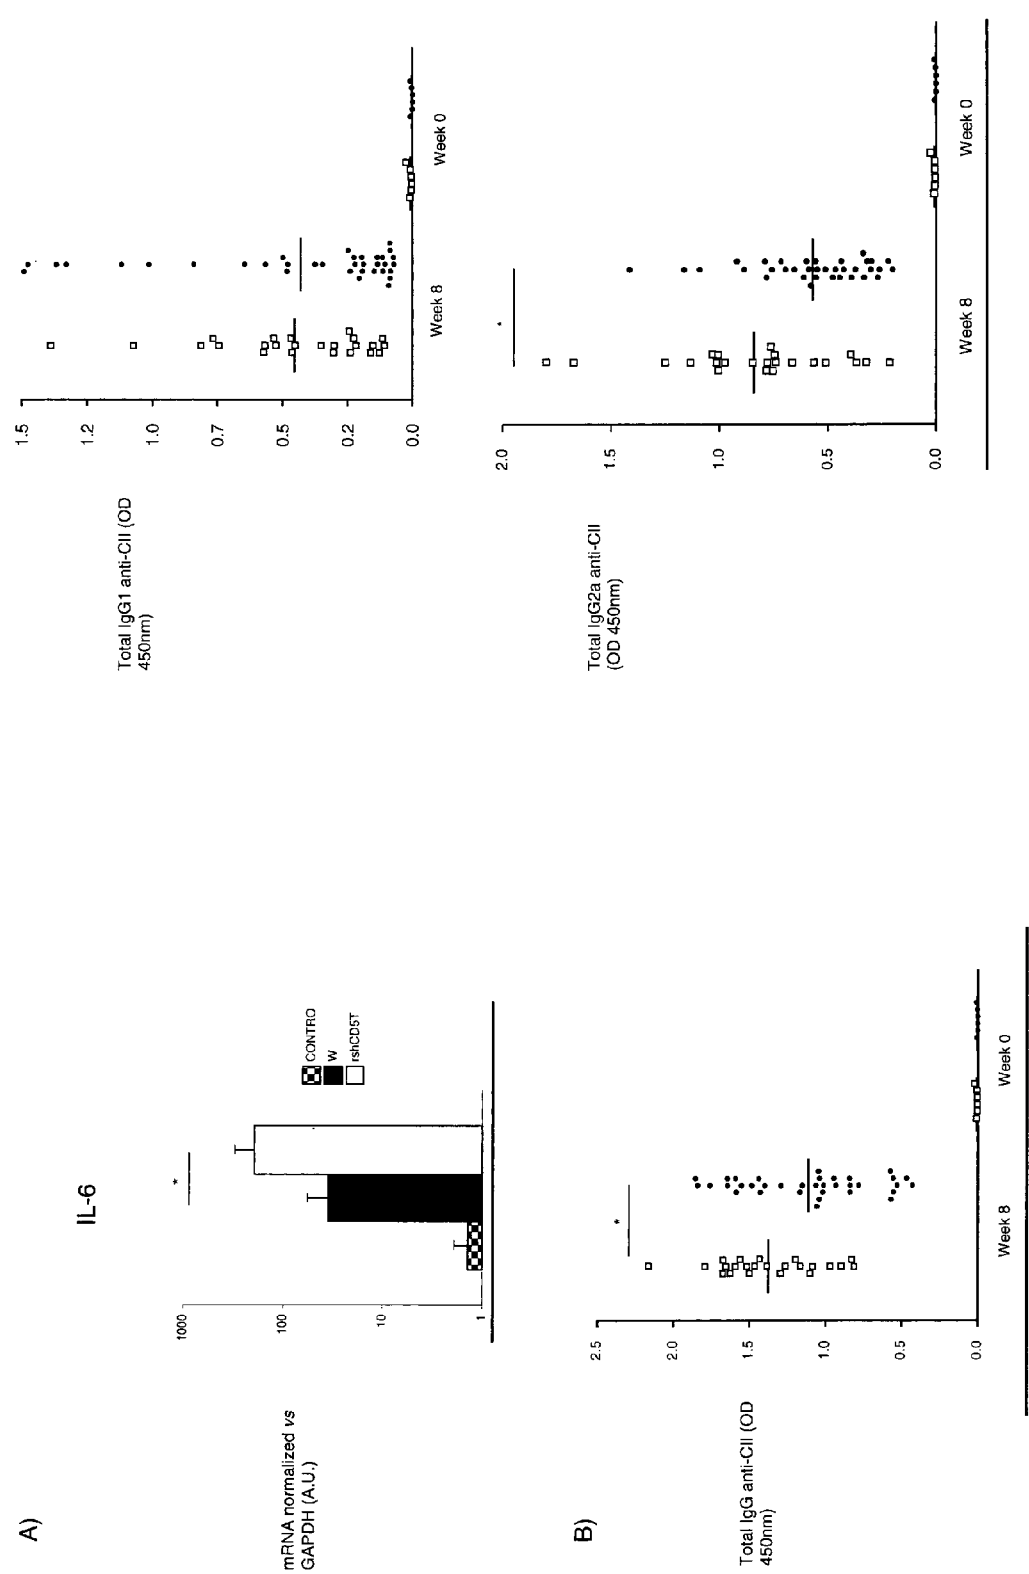 A)
IL-6
mRNA normalized vs
GAPDH (A.U.)
1000
100
10
1
*
CONTRO
W
rshCD5T
B)
Total IgG anti-CII (OD
450nm)
2.5
2.0
1.5
1.0
0.5
0.0
*
Week 8
Week 0
Total IgG1 anti-CII (OD
450nm)
1.5
1.2
1.0
0.7
0.5
0.2
0.0
Week 8
Week 0
Total IgG2a anti-CII
(OD 450nm)
2.0
1.5
1.0
0.5
0.0
*
Week 8
Week 0